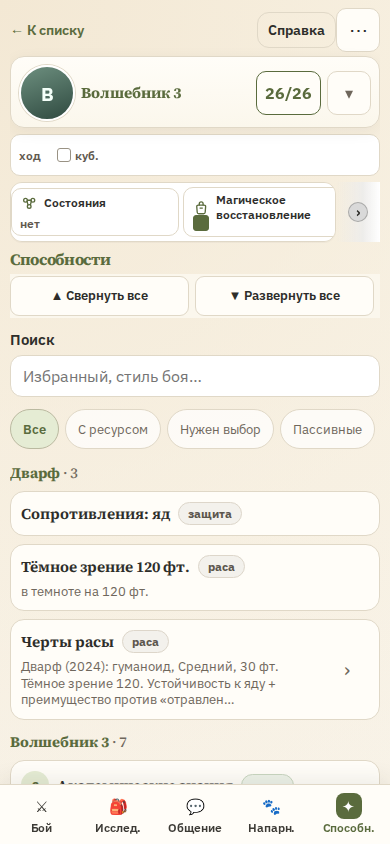 ← К списку
Справка
...
В
Волшебник 3
26/26
▼
ход
куб.
Состояния
нет
Магическое
восстановление
›
Способности
▲ Свернуть все
▼ Развернуть все
Поиск
Избранный, стиль боя...
Все
С ресурсом
Нужен выбор
Пассивные
Дварф · 3
Сопротивления: яд
защита
Тёмное зрение 120 фт.
раса
в темноте на 120 фт.
Черты расы
раса
Дварф (2024): гуманоид, Средний, 30 фт.
Тёмное зрение 120. Устойчивость к яду +
преимущество против «отравлен...
›
Волшебник 3 · 7
Бой
Исслед.
Общение
Напарн.
Способн.